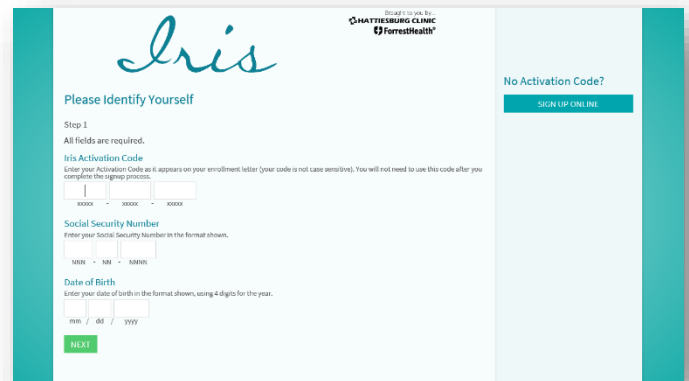 Iris
Brought to you by...
HATTIESBURG CLINIC
ForrestHealth®
Please Identify Yourself
Step 1
All fields are required.
Iris Activation Code
Enter your Activation Code as it appears on your enrollment letter (your code is not case sensitive). You will not need to use this code after you
complete the signup process.
xxxxx - xxxxx - xxxxx
Social Security Number
Enter your Social Security Number in the format shown.
NNN - NN - NNNN
Date of Birth
Enter your date of birth in the format shown, using 4 digits for the year.
mm / dd / yyyy
NEXT
No Activation Code?
SIGN UP ONLINE